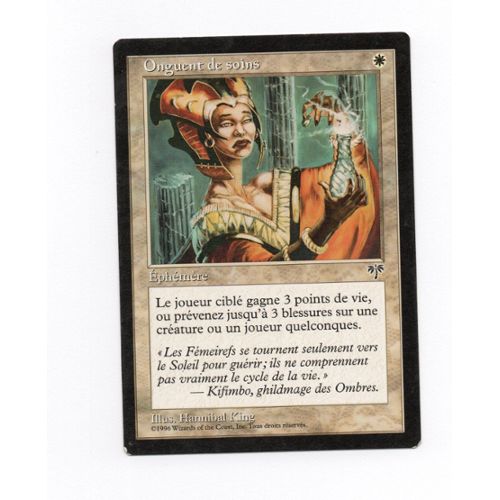 Onguent de soins
Éphémère
Le joueur ciblé gagne 3 points de vie,
ou prévenez jusqu'à 3 blessures sur une
créature ou un joueur quelconques.
« Les Fémeirefs se tournent seulement vers
le Soleil pour guérir ; ils ne comprennent
pas vraiment le cycle de la vie. »
— Kifimbo, ghildmage des Ombres.
Illus. Hannibal King
©1996 Wizards of the Coast, Inc. Tous droits réservés.